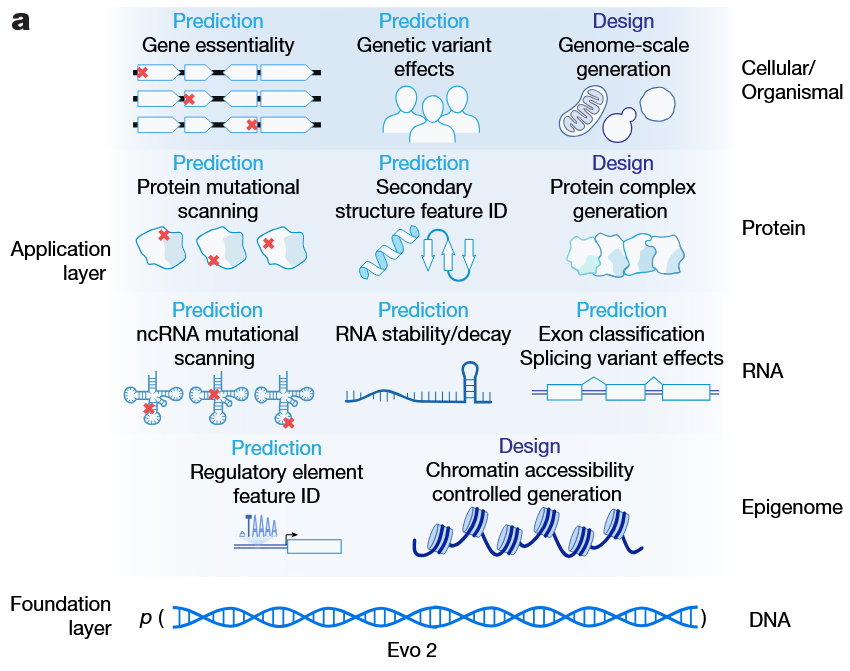 a
Prediction
Gene essentiality
Prediction
Genetic variant
effects
Design
Genome-scale
generation
Cellular/
Organismal
Prediction
Protein mutational
scanning
Prediction
Secondary
structure feature ID
Design
Protein complex
generation
Protein
Application
layer
Prediction
ncRNA mutational
scanning
Prediction
RNA stability/decay
Prediction
Exon classification
Splicing variant effects
RNA
Prediction
Regulatory element
feature ID
TAAAA
Design
Chromatin accessibility
controlled generation
Epigenome
Foundation
layer
p ( )
DNA
Evo 2